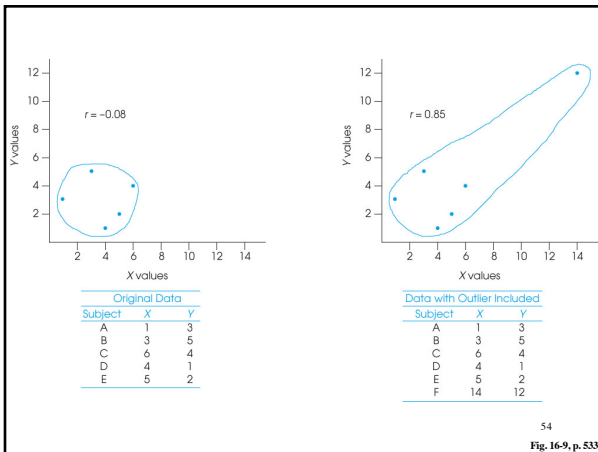 12
10
8
6
4
2
Y values
r = –0.08
2 4 6 8 10 12 14
X values
Original Data
Subject X Y
A 1 3
B 3 5
C 6 4
D 4 1
E 5 2
12
10
8
6
4
2
Y values
r = 0.85
2 4 6 8 10 12 14
X values
Data with Outlier Included
Subject X Y
A 1 3
B 3 5
C 6 4
D 4 1
E 5 2
F 14 12
54
Fig. 16-9, p. 533